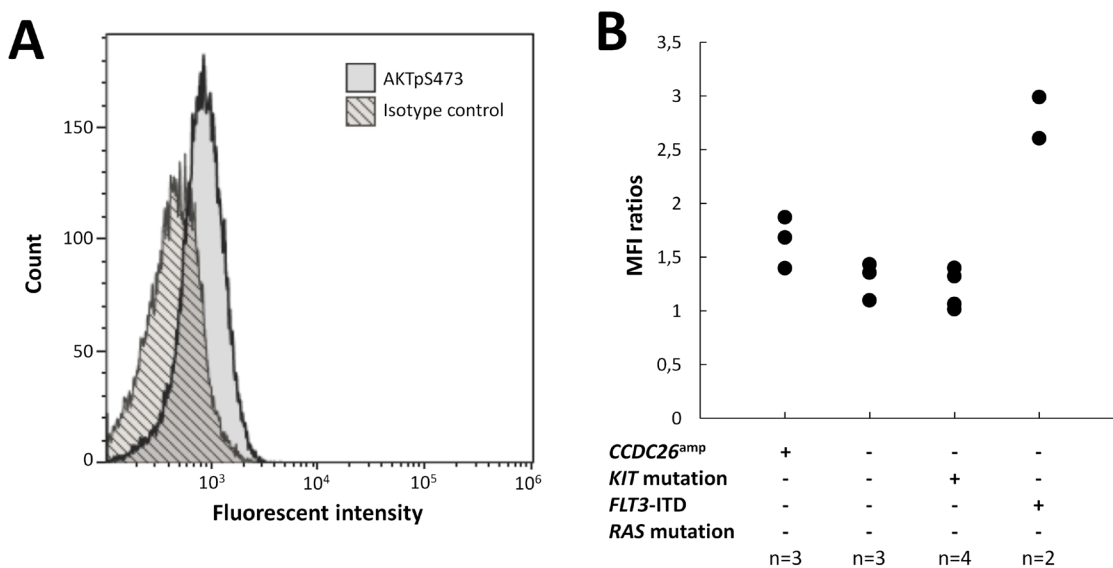 A
AKTpS473
Isotype control
150
100
50
0
Count
10³ 10⁴ 10⁵ 10⁶
Fluorescent intensity
B
3,5
3
2,5
2
1,5
1
0,5
0
MFI ratios
CCDC26ᵃᵐᵖ + - - -
KIT mutation - - + -
FLT3-ITD - - - +
RAS mutation - - - -
n=3 n=3 n=4 n=2